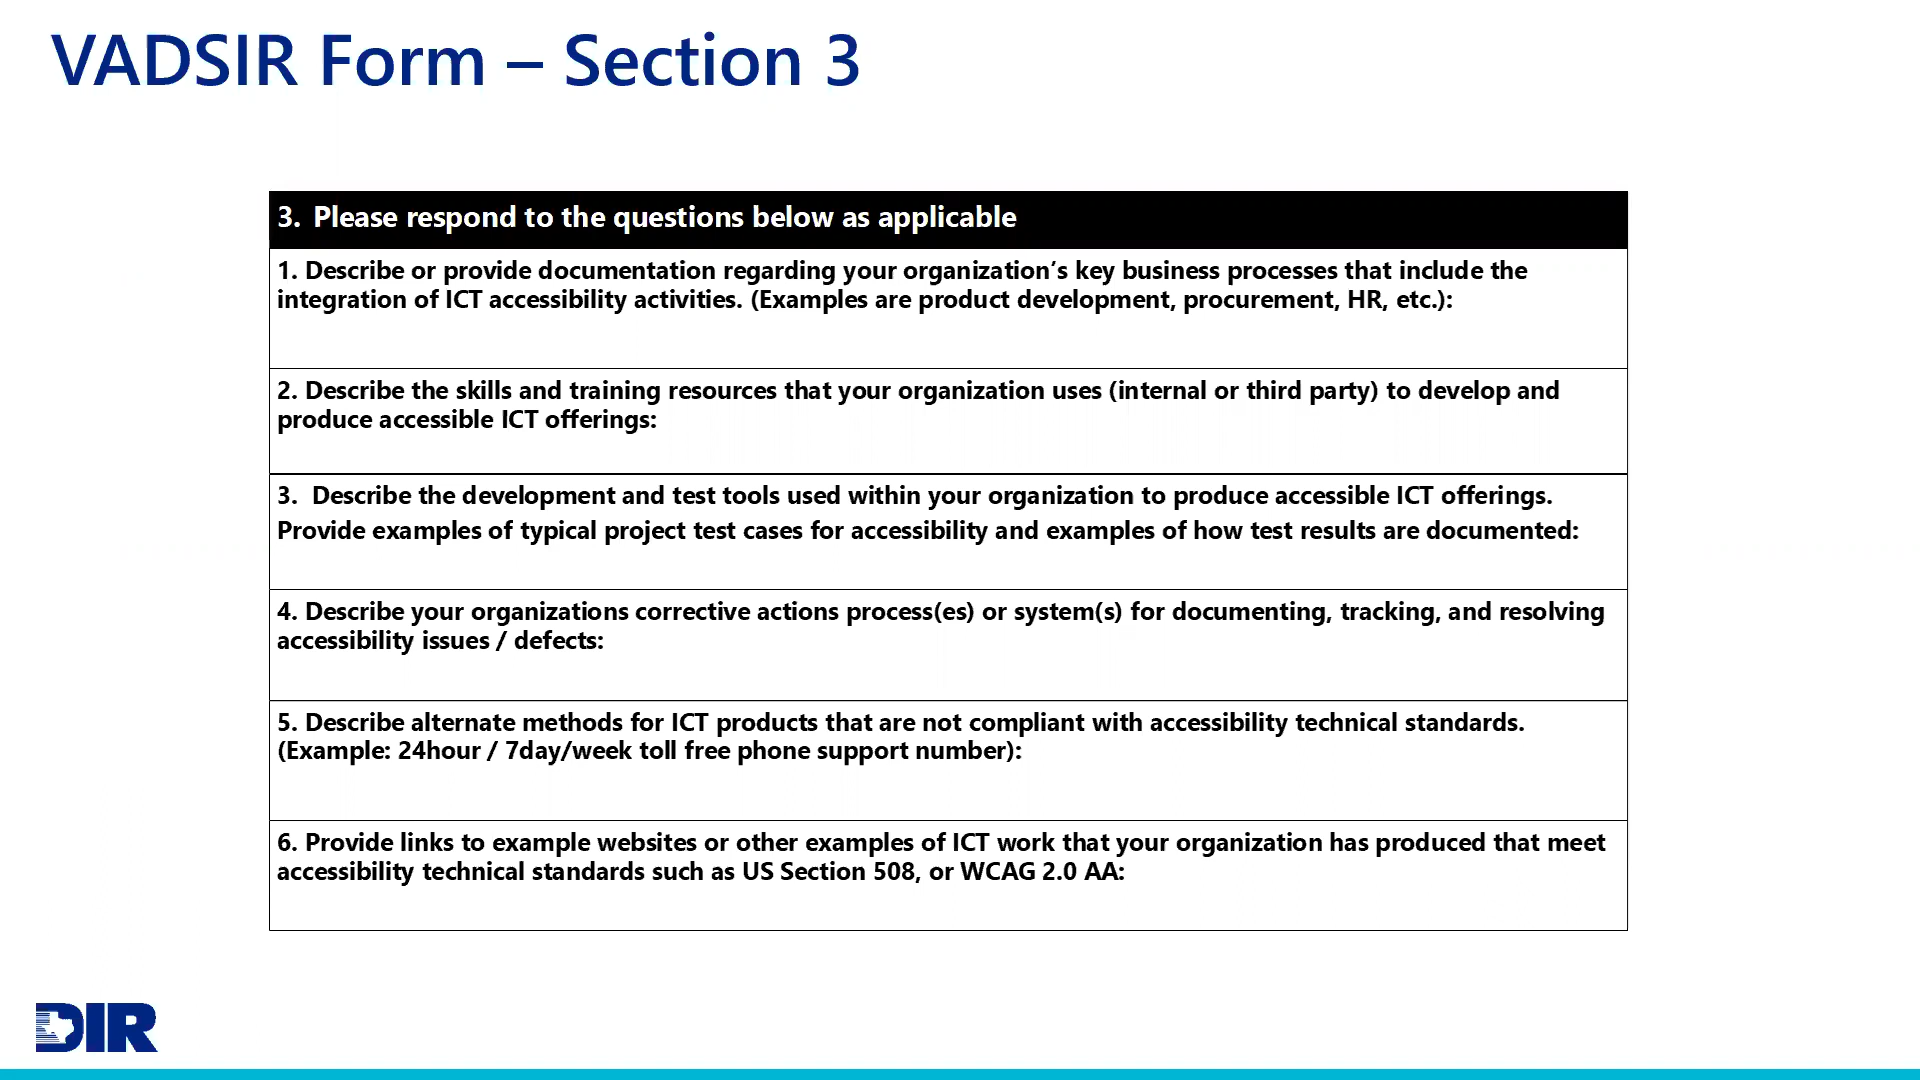 VADSIR Form – Section 3
3. Please respond to the questions below as applicable
1. Describe or provide documentation regarding your organization’s key business processes that include the
integration of ICT accessibility activities. (Examples are product development, procurement, HR, etc.):
2. Describe the skills and training resources that your organization uses (internal or third party) to develop and
produce accessible ICT offerings:
3. Describe the development and test tools used within your organization to produce accessible ICT offerings.
Provide examples of typical project test cases for accessibility and examples of how test results are documented:
4. Describe your organizations corrective actions process(es) or system(s) for documenting, tracking, and resolving
accessibility issues / defects:
5. Describe alternate methods for ICT products that are not compliant with accessibility technical standards.
(Example: 24hour / 7day/week toll free phone support number):
6. Provide links to example websites or other examples of ICT work that your organization has produced that meet
accessibility technical standards such as US Section 508, or WCAG 2.0 AA:
DIR